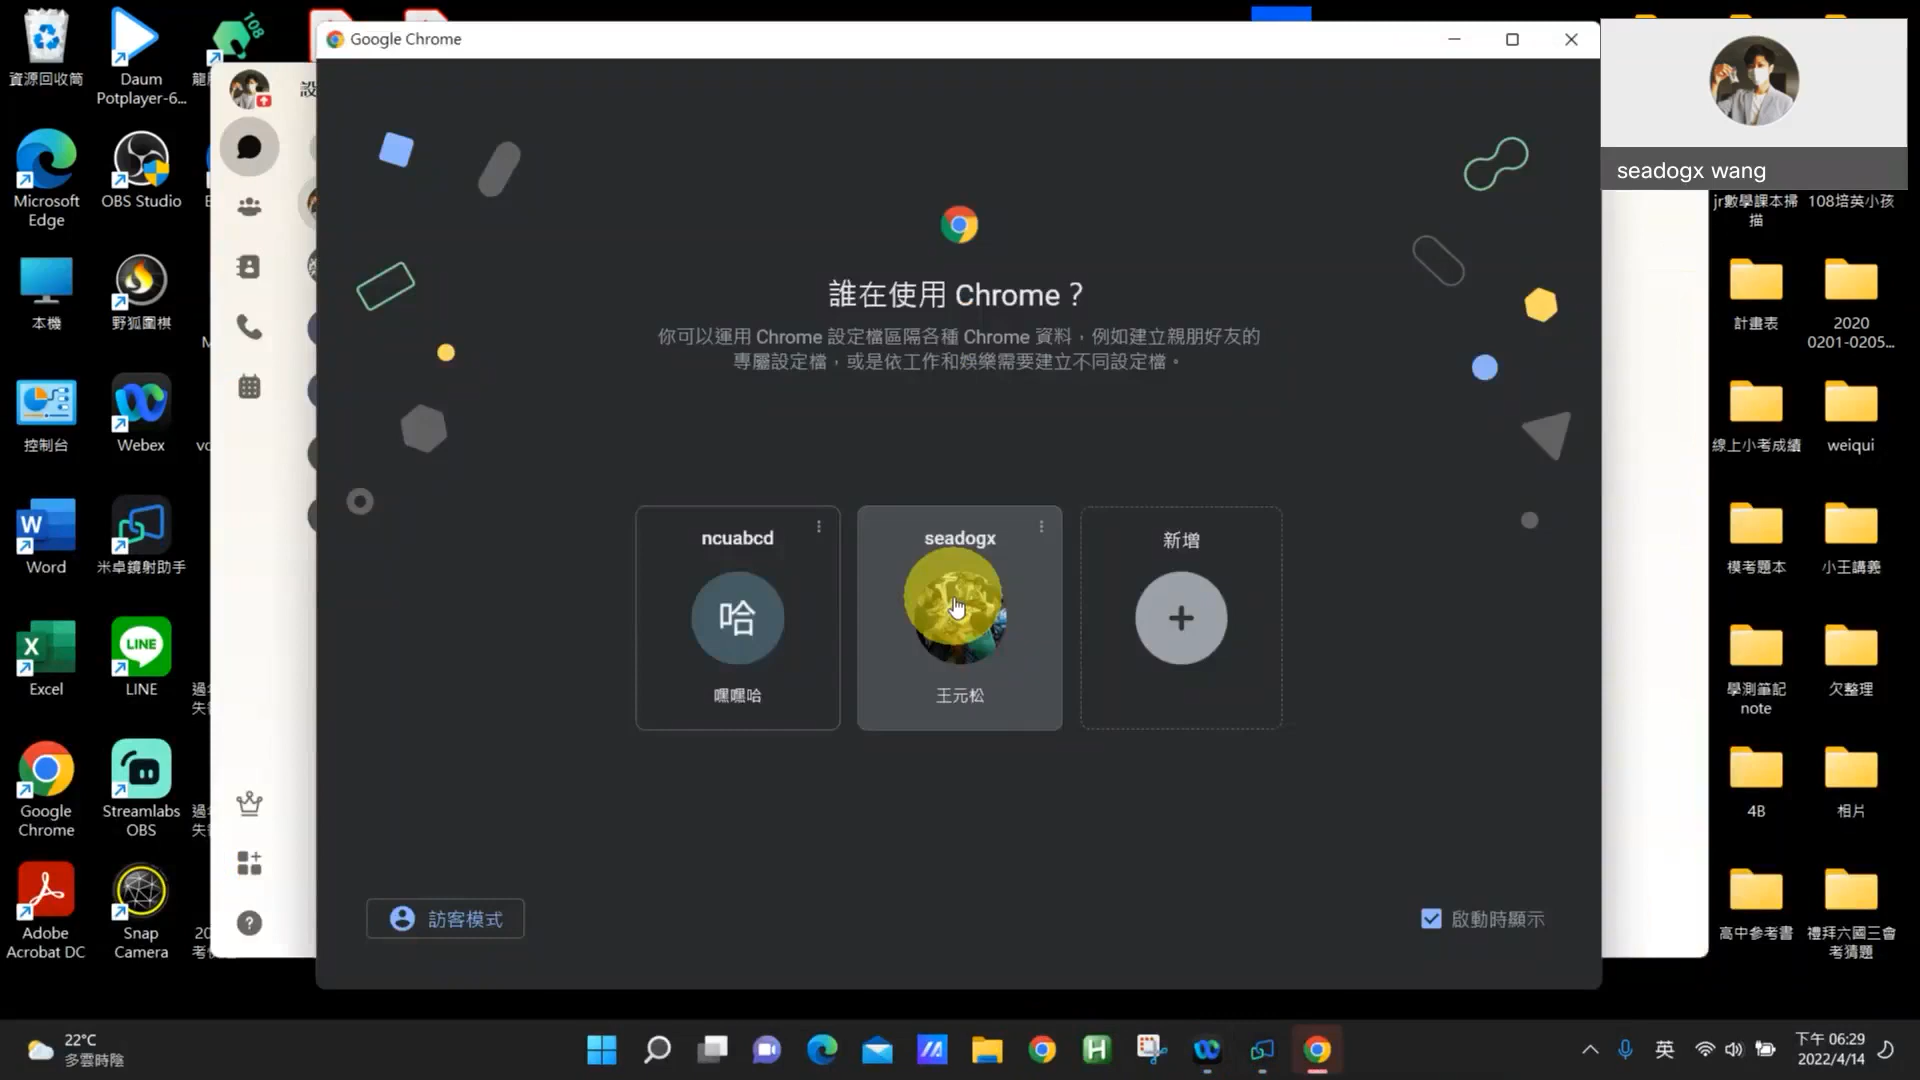 Google Chrome
誰在使用 Chrome？
你可以運用 Chrome 設定檔區隔各種 Chrome 資料，例如建立親朋好友的
專屬設定檔，或是依工作和娛樂需要建立不同設定檔。
ncuabcd
哈
嘿嘿哈
seadogx
王元松
新增
訪客模式
啟動時顯示
seadogx wang
資源回收筒
Daum
Potplayer-6...
108
Microsoft
Edge
OBS Studio
本機
野狐圍棋
控制台
Webex
Word
米卓鏡射助手
Excel
LINE
LINE
Google
Chrome
Streamlabs
OBS
Adobe
Acrobat DC
Snap
Camera
設
jr數學課本掃
描
108培英小孩
計畫表
2020
0201-0205...
線上小考成績
weiqui
模考題本
小王講義
學測筆記
note
欠整理
4B
相片
高中參考書
禮拜六國三會
考猜題
22°C
多雲時陰
英
下午 06:29
2022/4/14